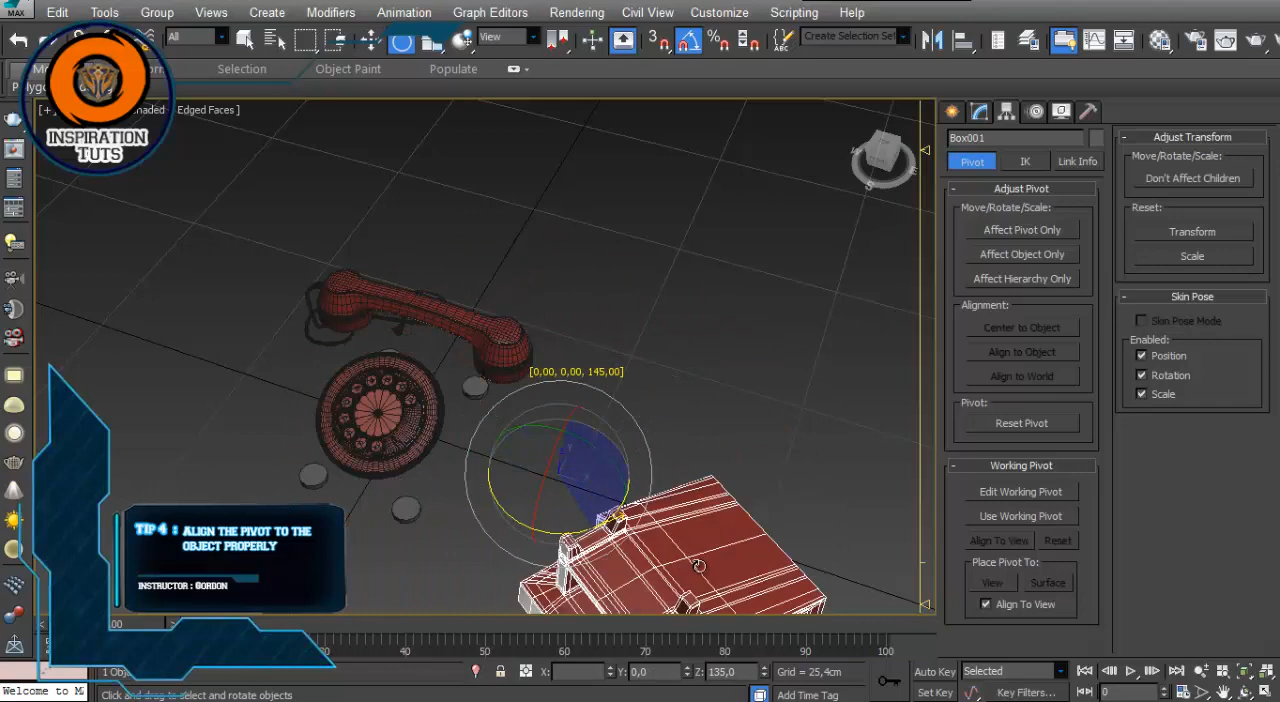 MAX
Edit Tools Group Views Create Modifiers Animation Graph Editors Rendering Civil View Customize Scripting Help
All View 3 % ABC Create Selection Set
Selection Object Paint Populate
[ + Edged Faces ]
INSPIRATION
TUTS
[0,00, 0,00, 145,00]
TIP 4 : ALIGN THE PIVOT TO THE
OBJECT PROPERLY
INSTRUCTOR : GORDON
Box001
Pivot IK Link Info
- Adjust Pivot
Move/Rotate/Scale:
Affect Pivot Only
Affect Object Only
Affect Hierarchy Only
Alignment:
Center to Object
Align to Object
Align to World
Pivot:
Reset Pivot
- Working Pivot
Edit Working Pivot
Use Working Pivot
Align To View Reset
Place Pivot To:
View Surface
Align To View
- Adjust Transform
Move/Rotate/Scale:
Don't Affect Children
Reset:
Transform
Scale
- Skin Pose
Skin Pose Mode
Enabled:
Position
Rotation
Scale
40 50 60 70 80 90 100
X: Y: 0,0 Z: 135,0 Grid = 25,4cm
Auto Key Selected
Welcome to M
Click and drag to select and rotate objects
Add Time Tag
Set Key Key Filters... 0